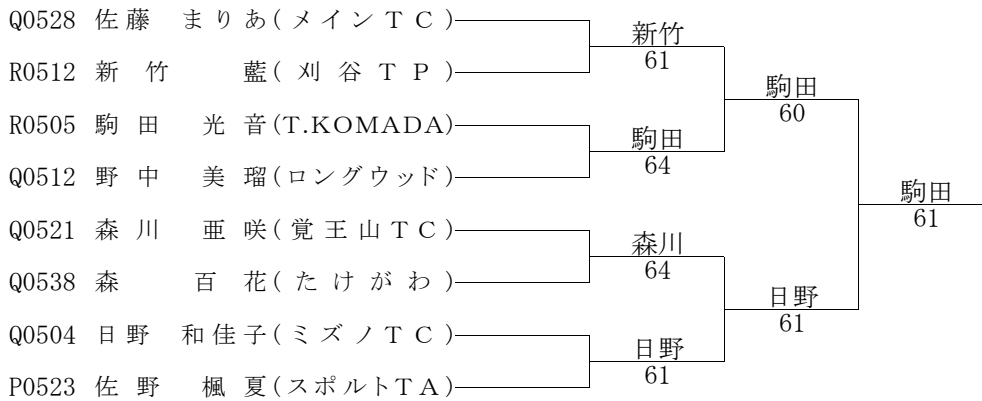 Q0528 佐藤 まりあ(メインTC)
R0512 新竹 藍(刈谷TP)
R0505 駒田 光音(T.KOMADA)
Q0512 野中 美瑠(ロングウッド)
Q0521 森川 亜咲(覚王山TC)
Q0538 森 百花(たけがわ)
Q0504 日野 和佳子(ミズノTC)
P0523 佐野 楓夏(スポルトTA)
新竹
61
駒田
64
森川
64
日野
61
駒田
60
日野
61
駒田
61